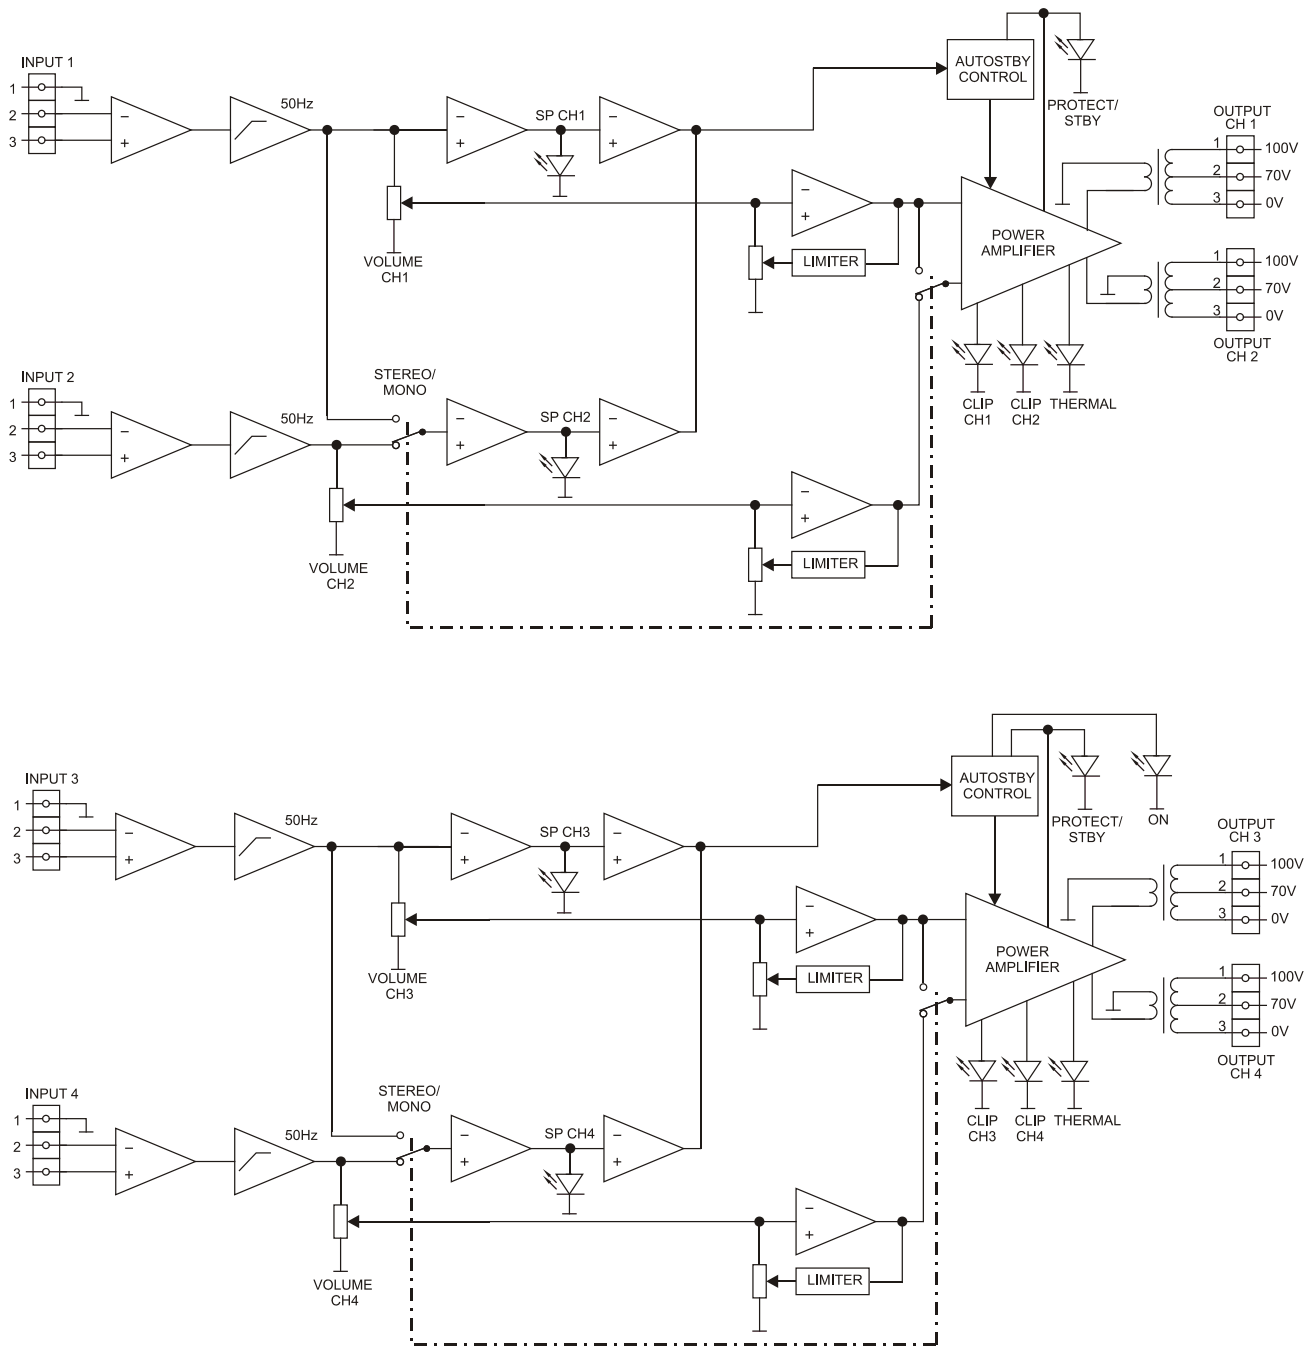 INPUT 1
1
2
3
50Hz
SP CH1
VOLUME
CH1
AUTOSTBY
CONTROL
PROTECT/
STBY
LIMITER
POWER
AMPLIFIER
CLIP
CH1
CLIP
CH2
THERMAL
OUTPUT
CH 1
1 100V
2 70V
3 0V
1 100V
2 70V
3 0V
OUTPUT
CH 2
INPUT 2
1
2
3
50Hz
STEREO/
MONO
SP CH2
VOLUME
CH2
LIMITER
INPUT 3
1
2
3
50Hz
SP CH3
VOLUME
CH3
AUTOSTBY
CONTROL
PROTECT/
STBY
ON
LIMITER
POWER
AMPLIFIER
CLIP
CH3
CLIP
CH4
THERMAL
OUTPUT
CH 3
1 100V
2 70V
3 0V
1 100V
2 70V
3 0V
OUTPUT
CH 4
INPUT 4
1
2
3
50Hz
STEREO/
MONO
SP CH4
VOLUME
CH4
LIMITER